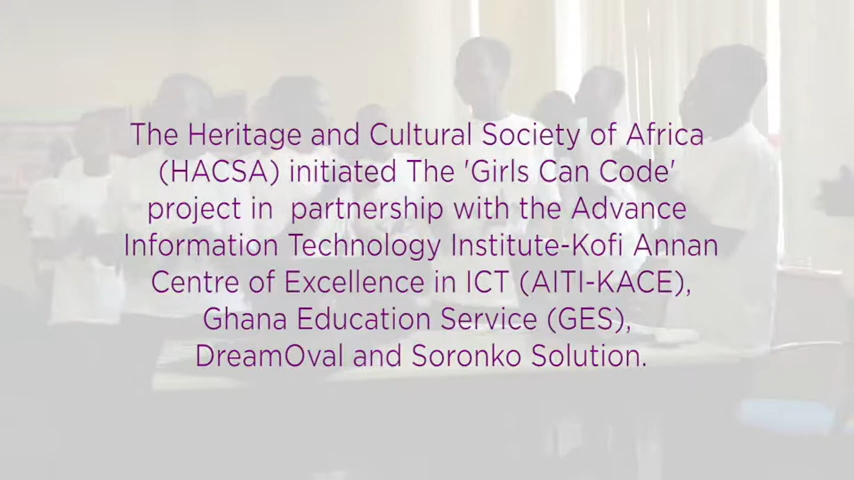 The Heritage and Cultural Society of Africa
(HACSA) initiated The 'Girls Can Code'
project in  partnership with the Advance
Information Technology Institute-Kofi Annan
Centre of Excellence in ICT (AITI-KACE),
Ghana Education Service (GES),
DreamOval and Soronko Solution.